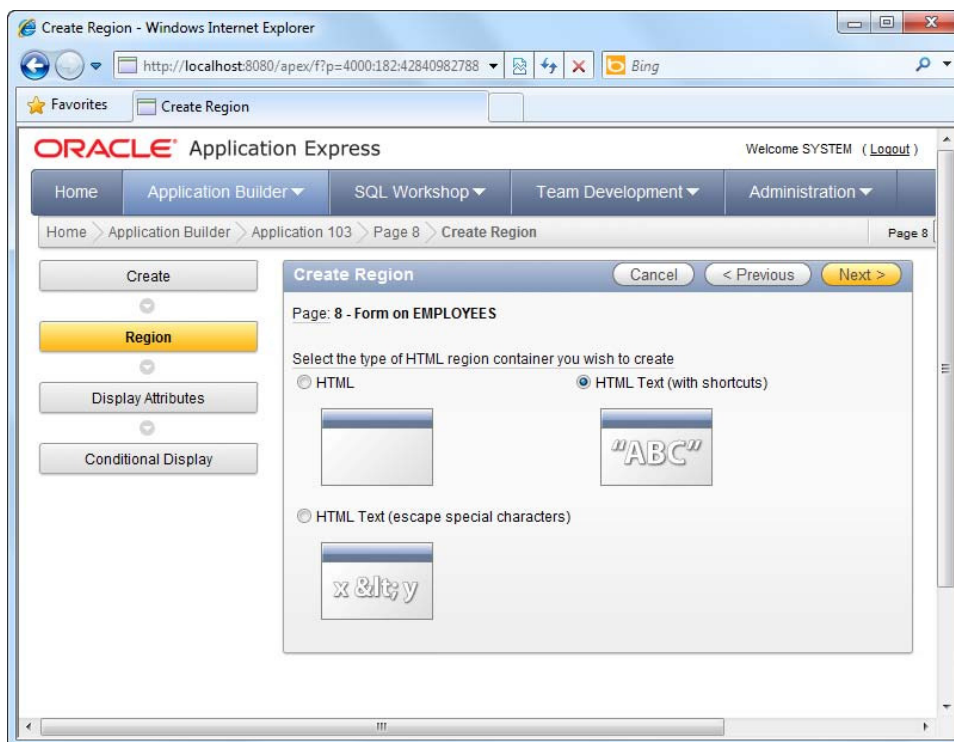 Create Region - Windows Internet Explorer
http://localhost:8080/apex/f?p=4000:182:42840982788
Bing
Favorites
Create Region
ORACLE Application Express
Welcome SYSTEM ( Logout )
Home Application Builder SQL Workshop Team Development Administration
Home Application Builder Application 103 Page 8 Create Region
Page 8
Create
Region
Display Attributes
Conditional Display
Create Region
Cancel < Previous Next >
Page: 8 - Form on EMPLOYEES
Select the type of HTML region container you wish to create
HTML HTML Text (with shortcuts)
"ABC"
HTML Text (escape special characters)
x &lt; y